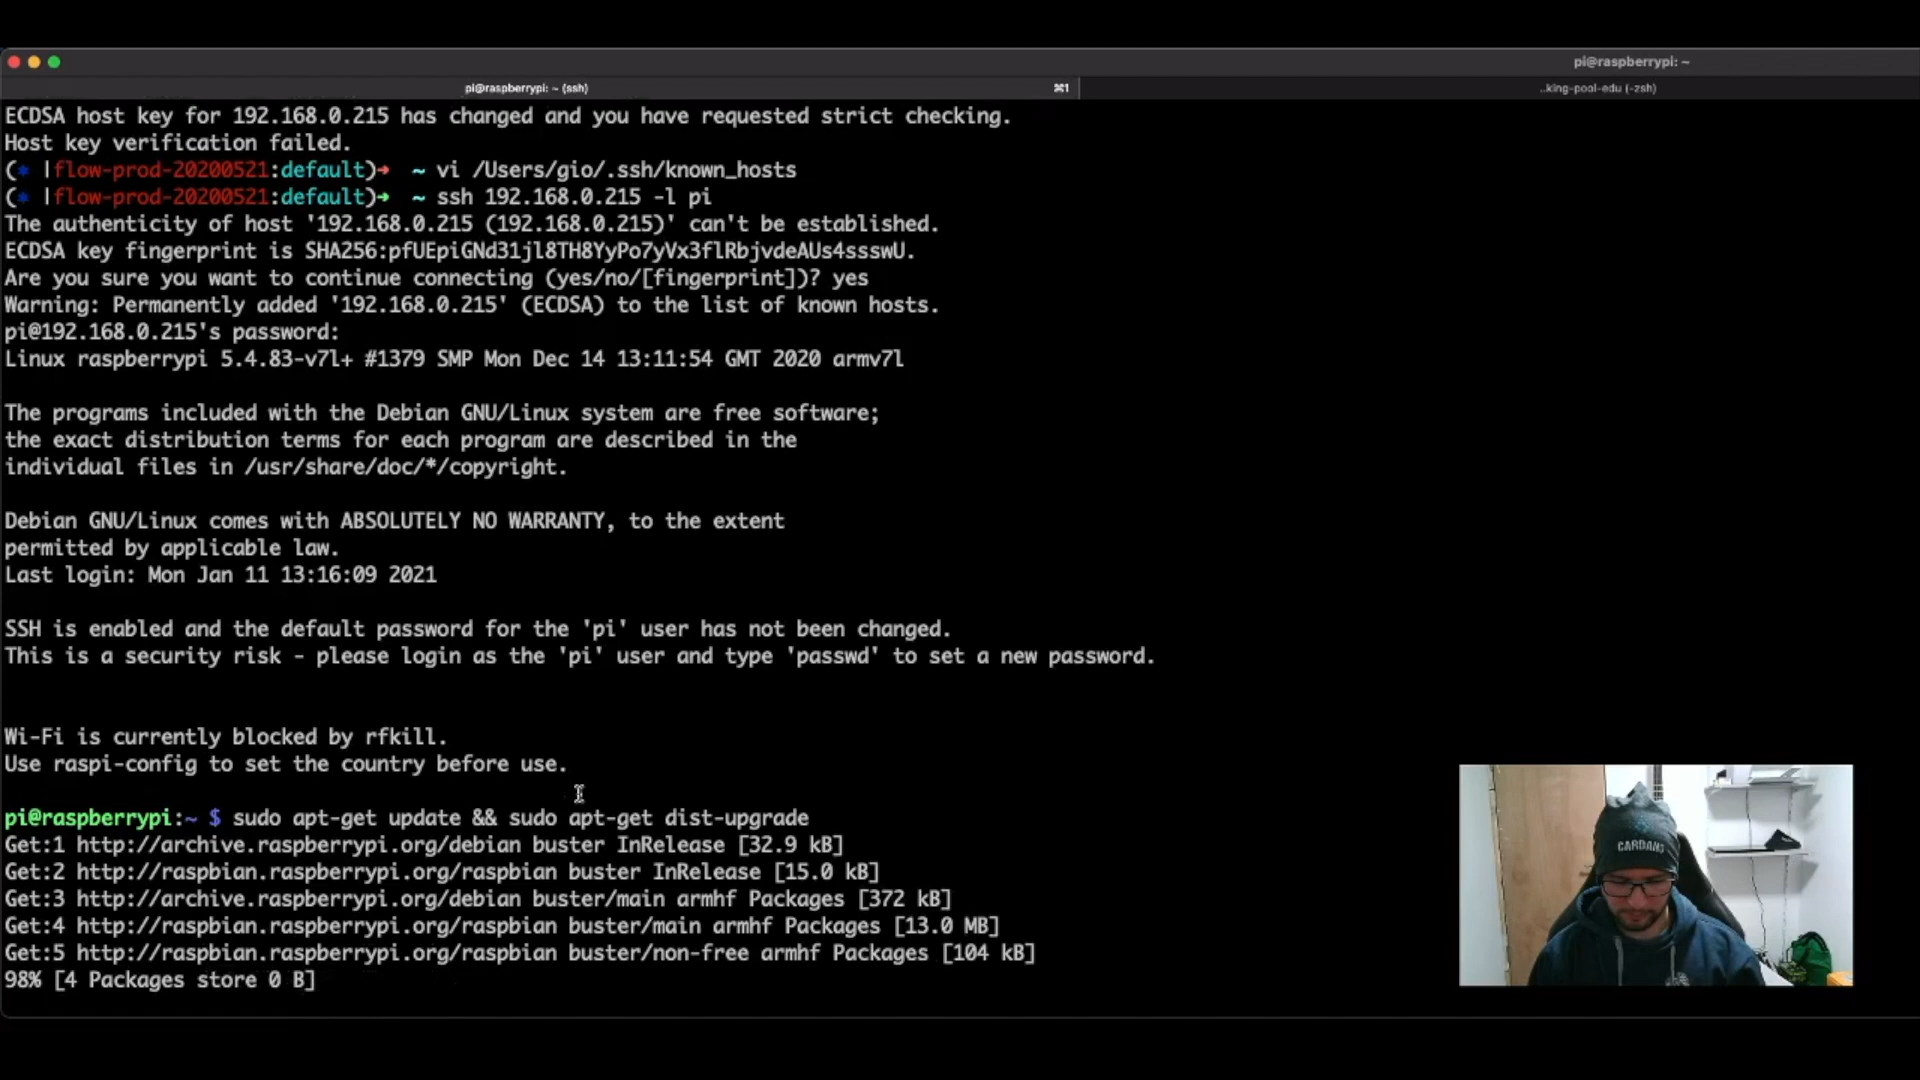 pi@raspberrypi: ~
pi@raspberrypi: ~ (ssh)
⌘1
..king-pool-edu (-zsh)
ECDSA host key for 192.168.0.215 has changed and you have requested strict checking.
Host key verification failed.
(⎈ |flow-prod-20200521:default)➜  ~ vi /Users/gio/.ssh/known_hosts
(⎈ |flow-prod-20200521:default)➜  ~ ssh 192.168.0.215 -l pi
The authenticity of host '192.168.0.215 (192.168.0.215)' can't be established.
ECDSA key fingerprint is SHA256:pfUEpiGNd31jl8TH8YyPo7yVx3flRbjvdeAUs4ssswU.
Are you sure you want to continue connecting (yes/no/[fingerprint])? yes
Warning: Permanently added '192.168.0.215' (ECDSA) to the list of known hosts.
pi@192.168.0.215's password:
Linux raspberrypi 5.4.83-v7l+ #1379 SMP Mon Dec 14 13:11:54 GMT 2020 armv7l
The programs included with the Debian GNU/Linux system are free software;
the exact distribution terms for each program are described in the
individual files in /usr/share/doc/*/copyright.
Debian GNU/Linux comes with ABSOLUTELY NO WARRANTY, to the extent
permitted by applicable law.
Last login: Mon Jan 11 13:16:09 2021
SSH is enabled and the default password for the 'pi' user has not been changed.
This is a security risk - please login as the 'pi' user and type 'passwd' to set a new password.
Wi-Fi is currently blocked by rfkill.
Use raspi-config to set the country before use.
pi@raspberrypi:~ $ sudo apt-get update && sudo apt-get dist-upgrade
Get:1 http://archive.raspberrypi.org/debian buster InRelease [32.9 kB]
Get:2 http://raspbian.raspberrypi.org/raspbian buster InRelease [15.0 kB]
Get:3 http://archive.raspberrypi.org/debian buster/main armhf Packages [372 kB]
Get:4 http://raspbian.raspberrypi.org/raspbian buster/main armhf Packages [13.0 MB]
Get:5 http://raspbian.raspberrypi.org/raspbian buster/non-free armhf Packages [104 kB]
98% [4 Packages store 0 B]